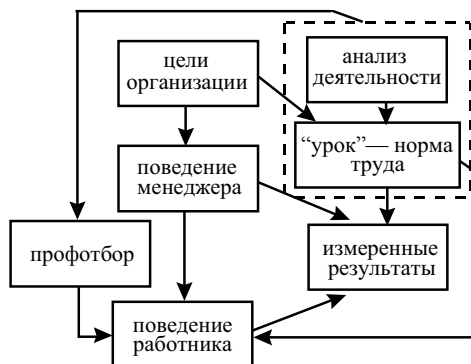 цели
организации
анализ
деятельности
“урок”— норма
труда
поведение
менеджера
профотбор
измеренные
результаты
поведение
работника